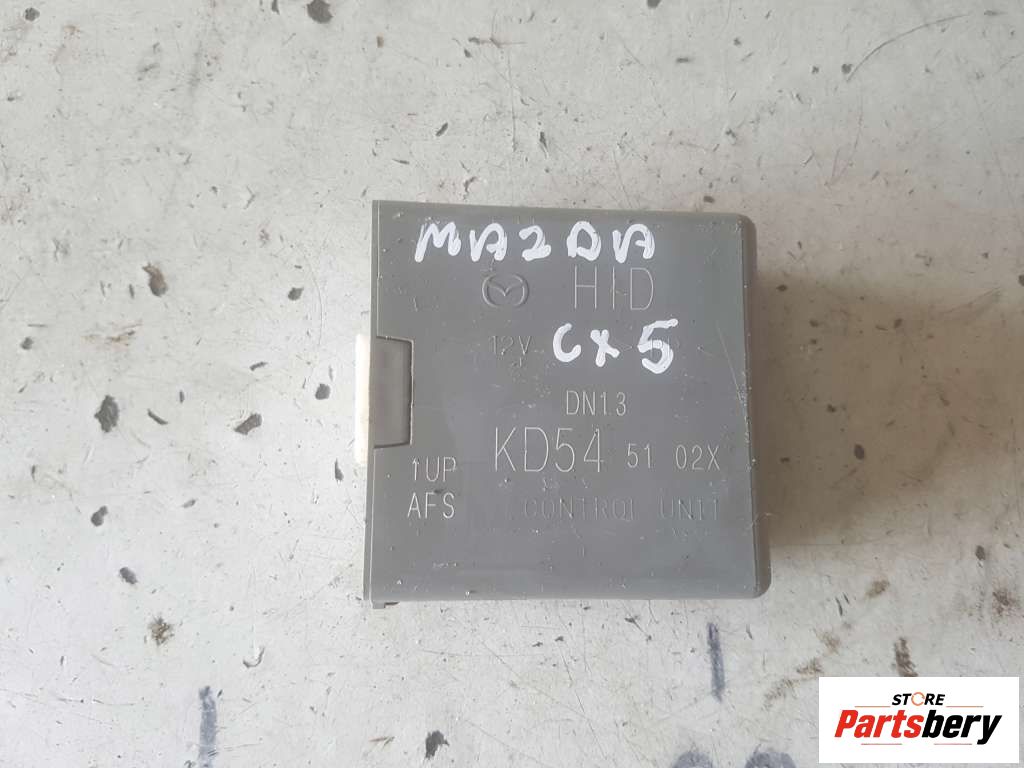 MAZDA
HID
12V CX5
DN13
KD54 51 02X
↑UP
AFS CONTROL UNIT
STORE
Partsbery